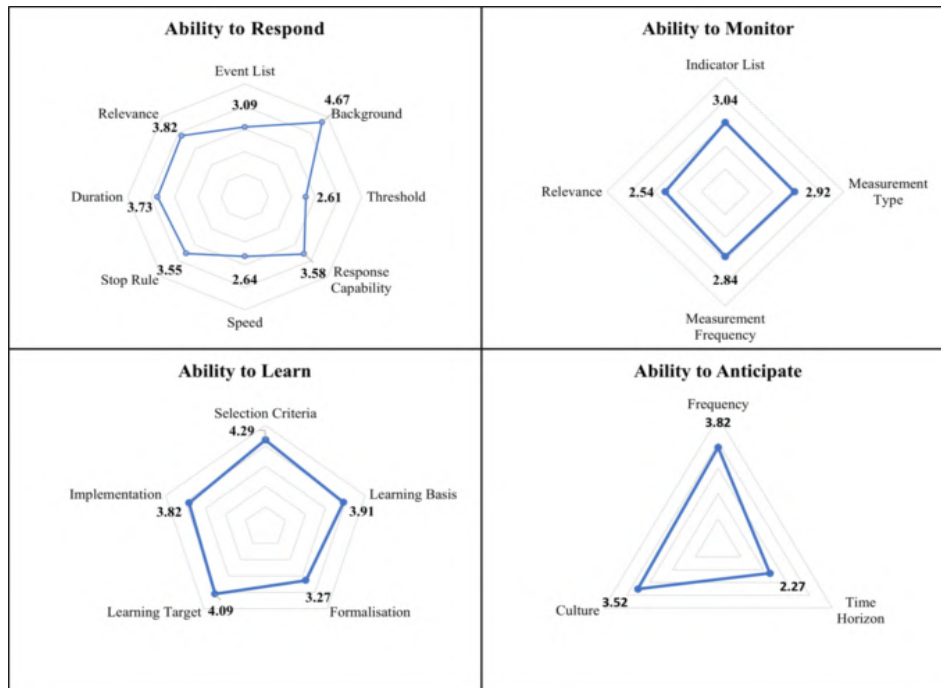 Ability to Respond
Event List
3.09
4.67
Background
Relevance
3.82
Duration
3.73
2.61
Threshold
Stop Rule
3.55
2.64
3.58
Response
Capability
Speed
Ability to Monitor
Indicator List
3.04
Relevance
2.54
2.92
Measurement
Type
2.84
Measurement
Frequency
Ability to Learn
Selection Criteria
4.29
Implementation
3.82
Learning Basis
3.91
Learning Target
4.09
3.27
Formalisation
Ability to Anticipate
Frequency
3.82
3.52
Culture
2.27
Time
Horizon